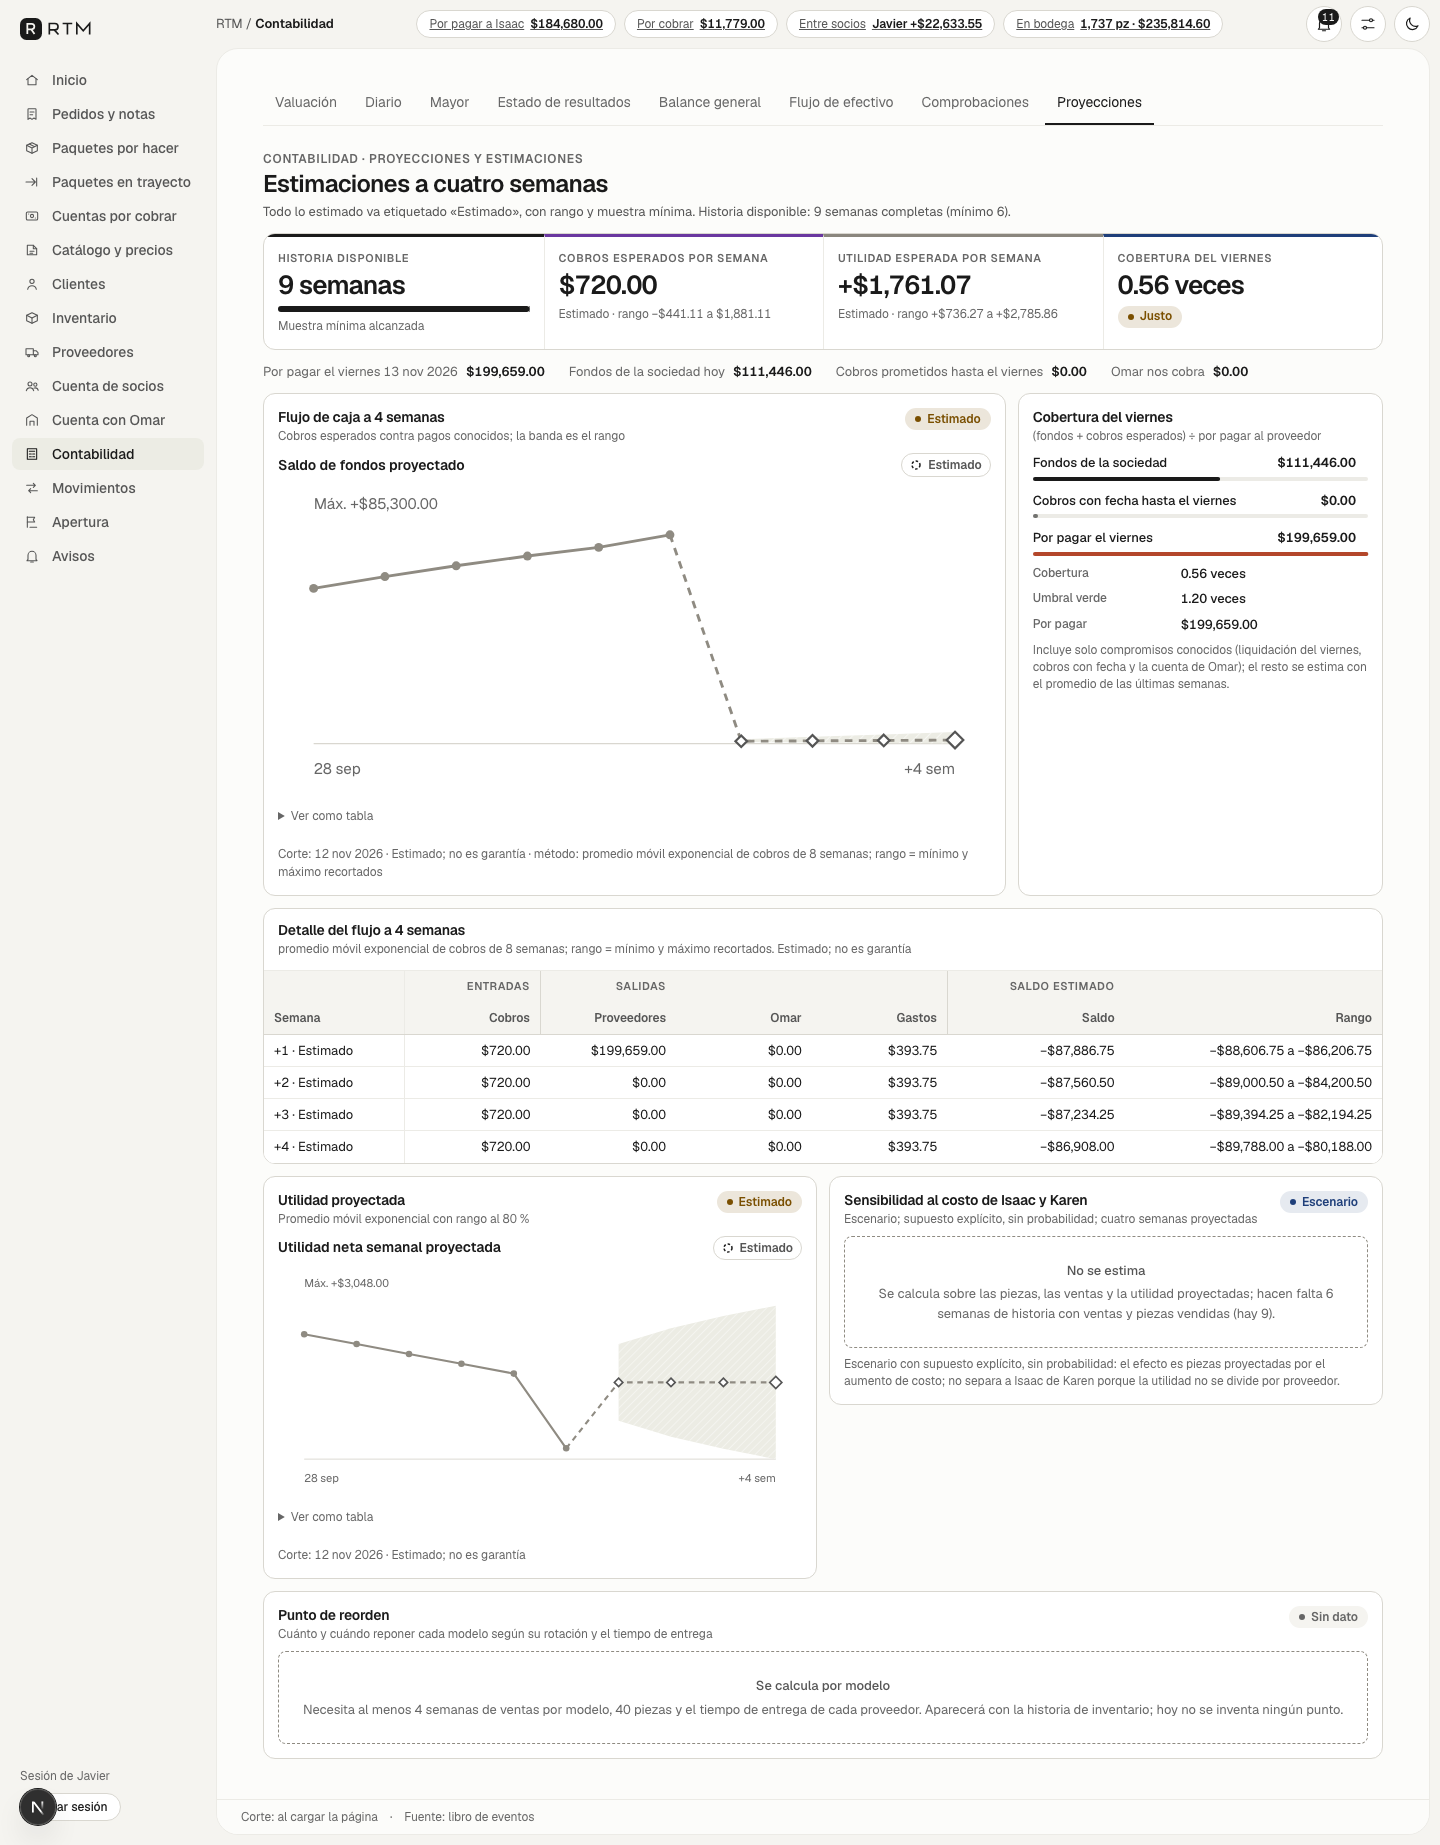 R RTM
RTM / Contabilidad
Por pagar a Isaac $184,680.00
Por cobrar $11,779.00
Entre socios Javier +$22,633.55
En bodega 1,737 pz · $235,814.60
11
Inicio
Pedidos y notas
Paquetes por hacer
Paquetes en trayecto
Cuentas por cobrar
Catálogo y precios
Clientes
Inventario
Proveedores
Cuenta de socios
Cuenta con Omar
Contabilidad
Movimientos
Apertura
Avisos
Sesión de Javier
N
ar sesión
Valuación Diario Mayor Estado de resultados Balance general Flujo de efectivo Comprobaciones Proyecciones
CONTABILIDAD · PROYECCIONES Y ESTIMACIONES
Estimaciones a cuatro semanas
Todo lo estimado va etiquetado «Estimado», con rango y muestra mínima. Historia disponible: 9 semanas completas (mínimo 6).
HISTORIA DISPONIBLE
9 semanas
Muestra mínima alcanzada
COBROS ESPERADOS POR SEMANA
$720.00
Estimado · rango −$441.11 a $1,881.11
UTILIDAD ESPERADA POR SEMANA
+$1,761.07
Estimado · rango +$736.27 a +$2,785.86
COBERTURA DEL VIERNES
0.56 veces
Justo
Por pagar el viernes 13 nov 2026 $199,659.00 Fondos de la sociedad hoy $111,446.00 Cobros prometidos hasta el viernes $0.00 Omar nos cobra $0.00
Flujo de caja a 4 semanas
Estimado
Cobros esperados contra pagos conocidos; la banda es el rango
Saldo de fondos proyectado
Estimado
Máx. +$85,300.00
28 sep
+4 sem
Ver como tabla
Corte: 12 nov 2026 · Estimado; no es garantía · método: promedio móvil exponencial de cobros de 8 semanas; rango = mínimo y
máximo recortados
Cobertura del viernes
(fondos + cobros esperados) ÷ por pagar al proveedor
Fondos de la sociedad $111,446.00
Cobros con fecha hasta el viernes $0.00
Por pagar el viernes $199,659.00
Cobertura 0.56 veces
Umbral verde 1.20 veces
Por pagar $199,659.00
Incluye solo compromisos conocidos (liquidación del viernes,
cobros con fecha y la cuenta de Omar); el resto se estima con
el promedio de las últimas semanas.
Detalle del flujo a 4 semanas
promedio móvil exponencial de cobros de 8 semanas; rango = mínimo y máximo recortados. Estimado; no es garantía
ENTRADAS SALIDAS SALDO ESTIMADO
Semana Cobros Proveedores Omar Gastos Saldo Rango
+1 · Estimado $720.00 $199,659.00 $0.00 $393.75 −$87,886.75 −$88,606.75 a −$86,206.75
+2 · Estimado $720.00 $0.00 $0.00 $393.75 −$87,560.50 −$89,000.50 a −$84,200.50
+3 · Estimado $720.00 $0.00 $0.00 $393.75 −$87,234.25 −$89,394.25 a −$82,194.25
+4 · Estimado $720.00 $0.00 $0.00 $393.75 −$86,908.00 −$89,788.00 a −$80,188.00
Utilidad proyectada
Estimado
Promedio móvil exponencial con rango al 80 %
Utilidad neta semanal proyectada
Estimado
Máx. +$3,048.00
28 sep
+4 sem
Ver como tabla
Corte: 12 nov 2026 · Estimado; no es garantía
Sensibilidad al costo de Isaac y Karen
Escenario
Escenario; supuesto explícito, sin probabilidad; cuatro semanas proyectadas
No se estima
Se calcula sobre las piezas, las ventas y la utilidad proyectadas; hacen falta 6
semanas de historia con ventas y piezas vendidas (hay 9).
Escenario con supuesto explícito, sin probabilidad: el efecto es piezas proyectadas por el
aumento de costo; no separa a Isaac de Karen porque la utilidad no se divide por proveedor.
Punto de reorden
Sin dato
Cuánto y cuándo reponer cada modelo según su rotación y el tiempo de entrega
Se calcula por modelo
Necesita al menos 4 semanas de ventas por modelo, 40 piezas y el tiempo de entrega de cada proveedor. Aparecerá con la historia de inventario; hoy no se inventa ningún punto.
Corte: al cargar la página · Fuente: libro de eventos